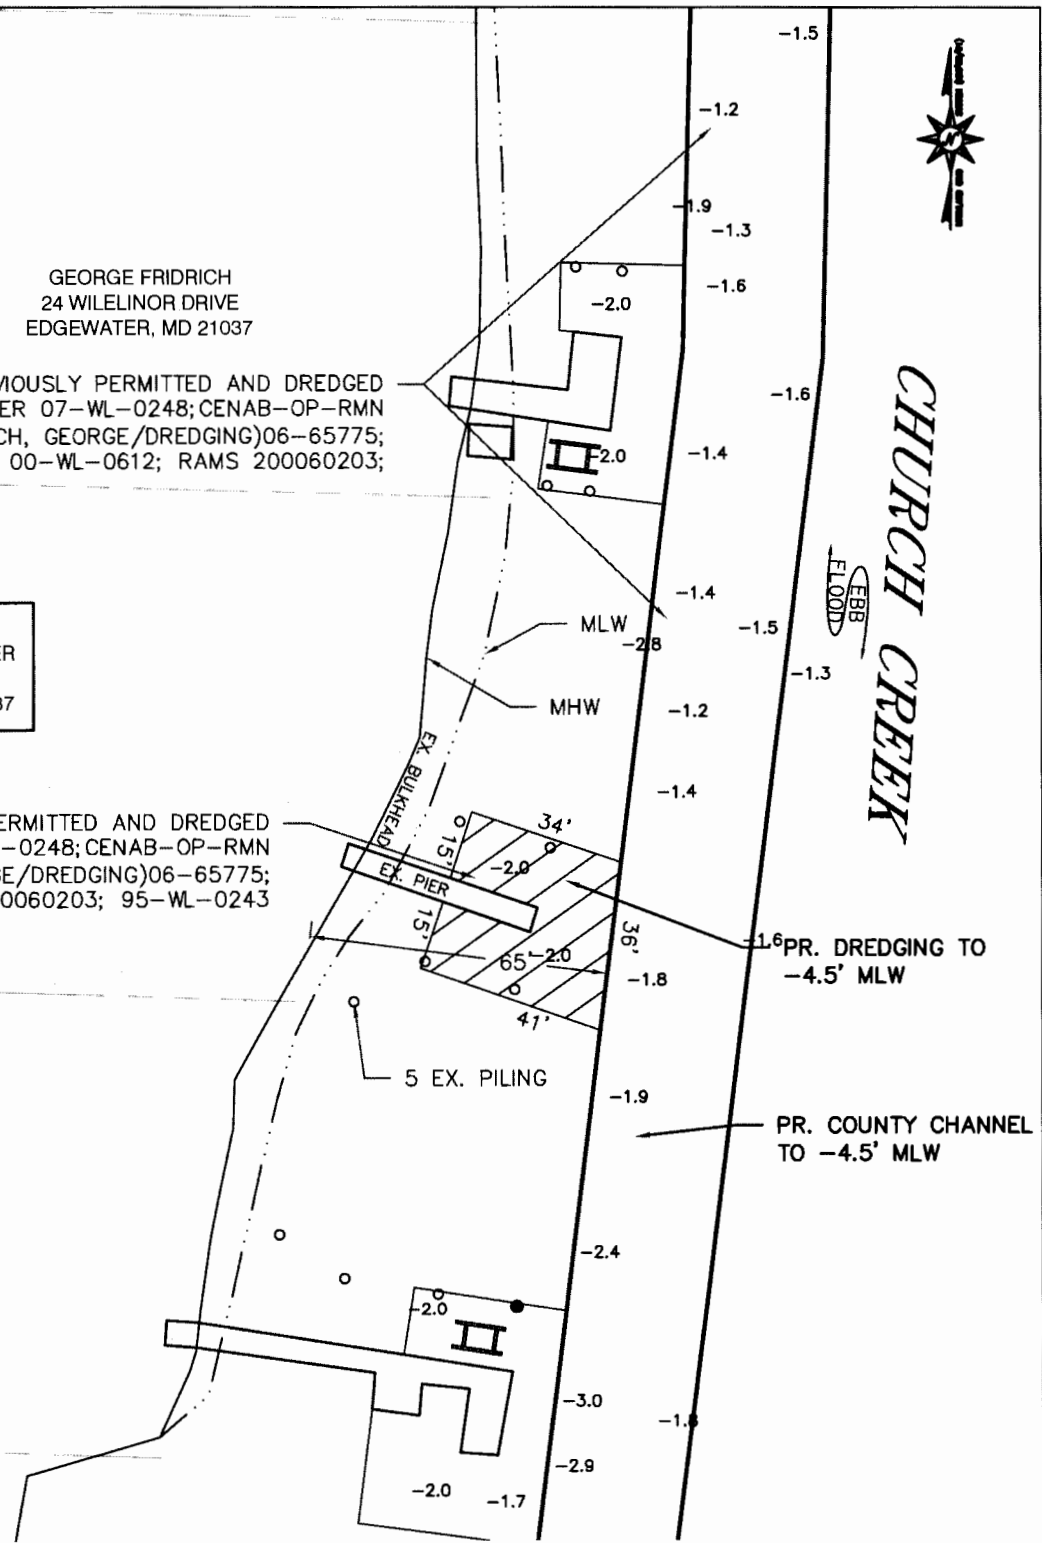 -1.5
-1.2
-1.9
-1.3
GEORGE FRIDRICH
24 WILELINOR DRIVE
EDGEWATER, MD 21037
-1.6
-2.0
VIOUSLY PERMITTED AND DREDGED
ER 07-WL-0248; CENAB-OP-RMN
CH, GEORGE/DREDGING)06-65775;
00-WL-0612; RAMS 200060203;
-1.6
-2.0
-1.4
CHURCH CREEK
EBB
FLOOD
-1.4
MLW
-1.5
-2.8
ER
-1.3
37
MHW
-1.2
EX. BULKHEAD
-1.4
ERMITTED AND DREDGED
-0248; CENAB-OP-RMN
GE/DREDGING)06-65775;
0060203; 95-WL-0243
34'
15'
-2.0
EX. PIER
15'
36'
65'
-2.0
-1.6
PR. DREDGING TO
-4.5' MLW
-1.8
41'
5 EX. PILING
-1.9
PR. COUNTY CHANNEL
TO -4.5' MLW
-2.4
-2.0
-3.0
-1.8
-2.9
-2.0
-1.7